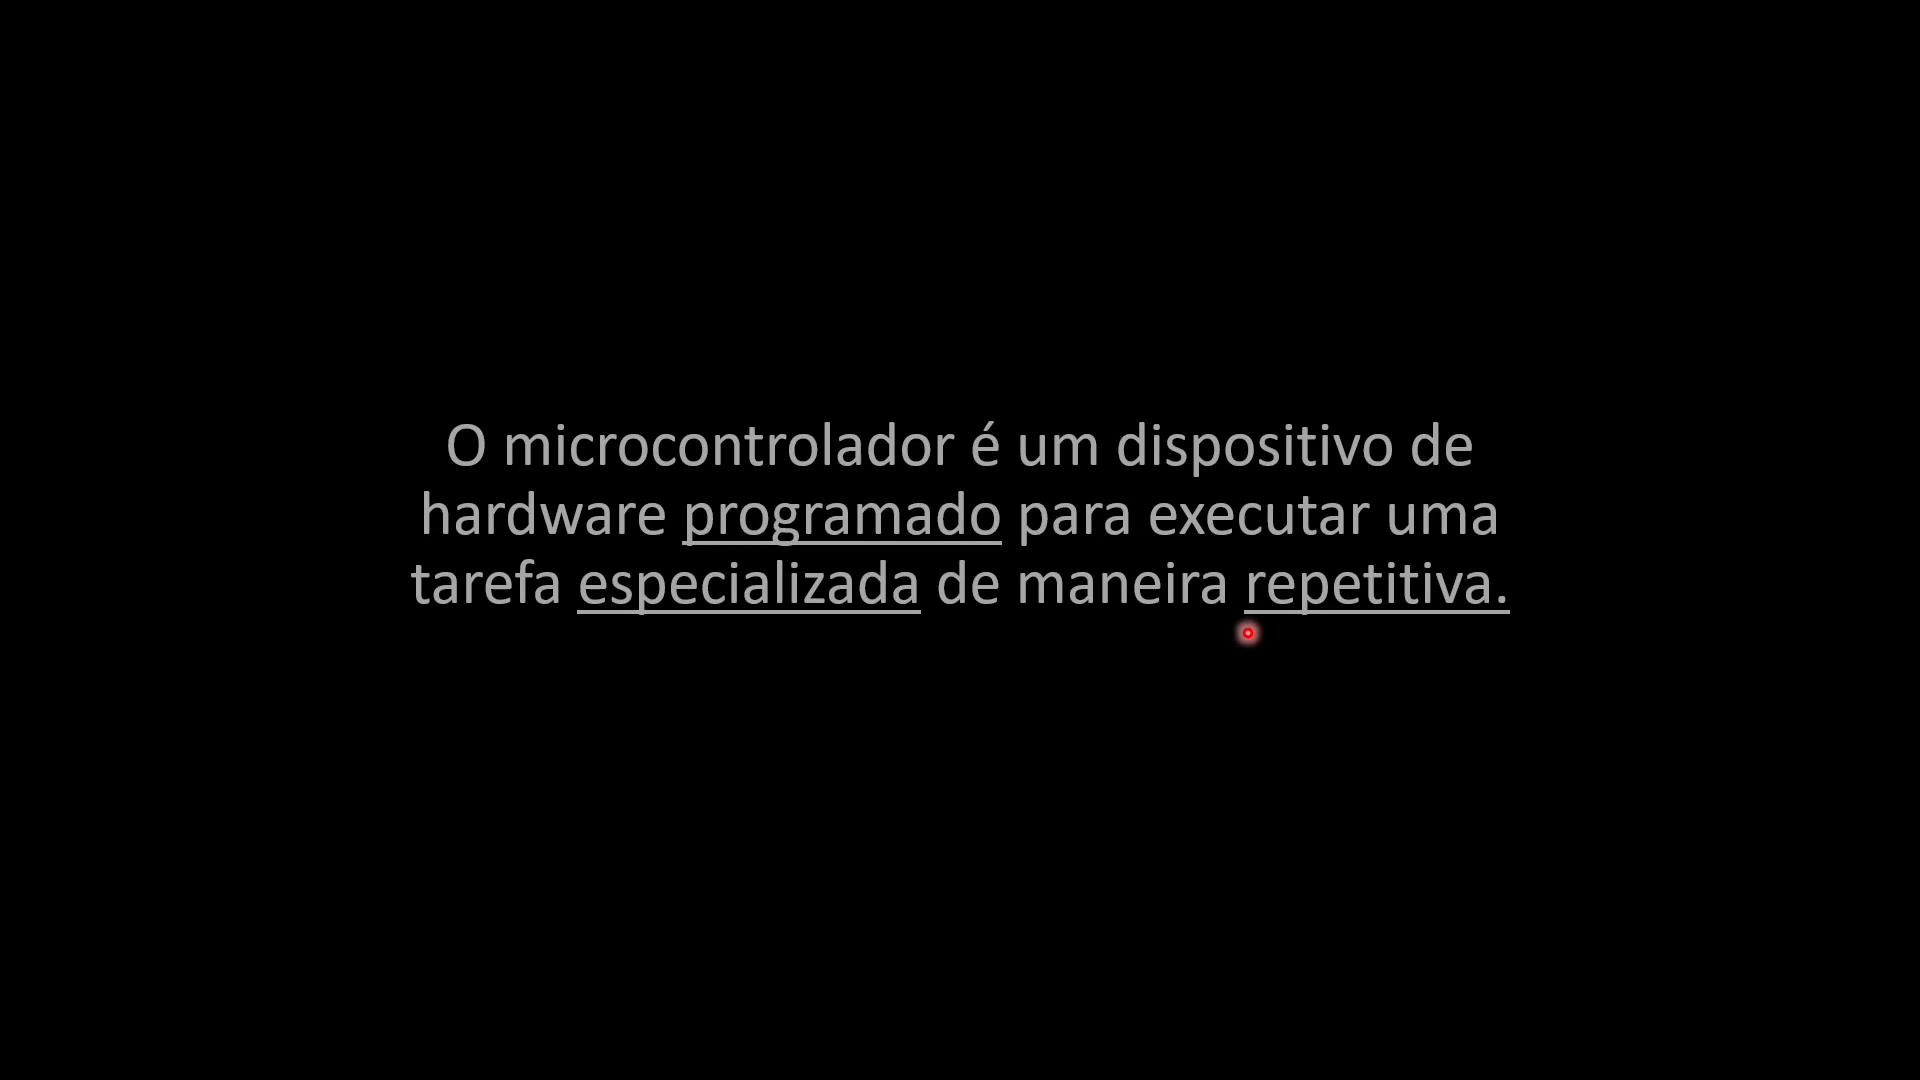 O microcontrolador é um dispositivo de
hardware programado para executar uma
tarefa especializada de maneira repetitiva.